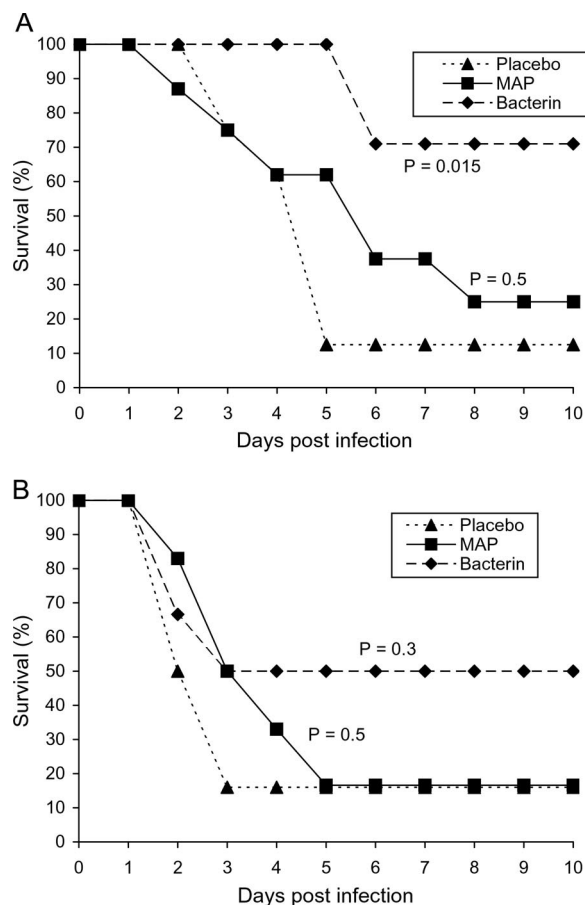 A
100
90
80
70
60
50
40
30
20
10
0
Survival (%)
Placebo
MAP
Bacterin
P = 0.015
P = 0.5
0 1 2 3 4 5 6 7 8 9 10
Days post infection
B
100
90
80
70
60
50
40
30
20
10
0
Survival (%)
Placebo
MAP
Bacterin
P = 0.3
P = 0.5
0 1 2 3 4 5 6 7 8 9 10
Days post infection